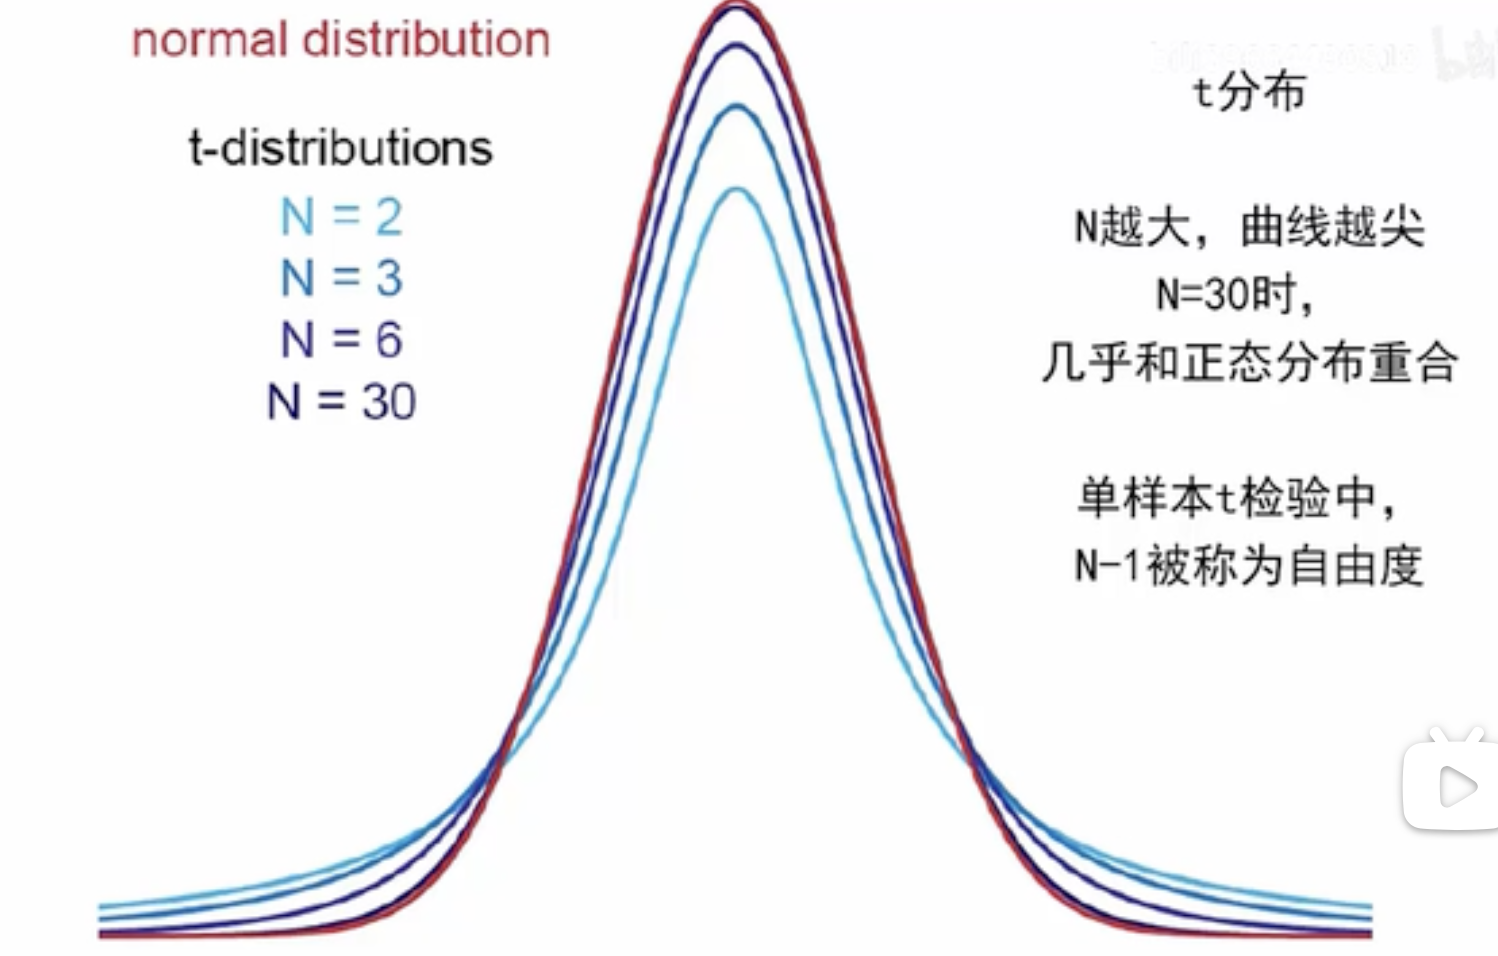 normal distribution
t-distributions
N = 2
N = 3
N = 6
N = 30
t分布
N越大，曲线越尖
N=30时，
几乎和正态分布重合
单样本t检验中，
N-1被称为自由度